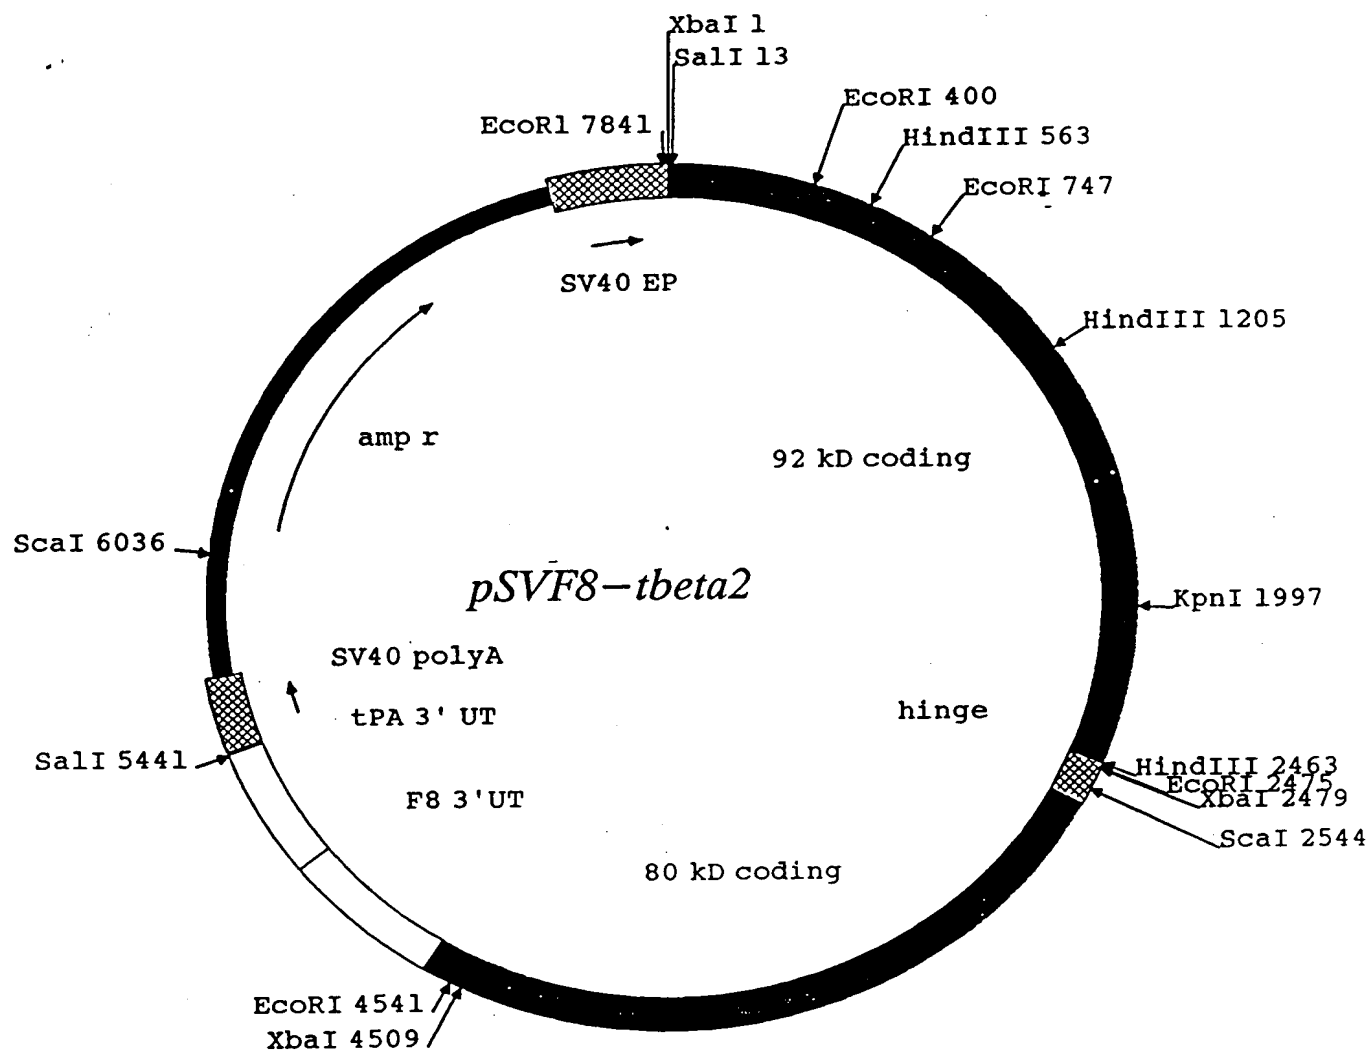 XbaI 1
SalI 13
EcoRI 400
EcoRl 7841
HindIII 563
EcoRI 747
SV40 EP
HindIII 1205
amp r
92 kD coding
ScaI 6036
pSVF8-tbeta2
KpnI 1997
SV40 polyA
tPA 3' UT
hinge
SalI 5441
HindIII 2463
EcoRI 2475
XbaI 2479
F8 3'UT
ScaI 2544
80 kD coding
EcoRI 4541
XbaI 4509